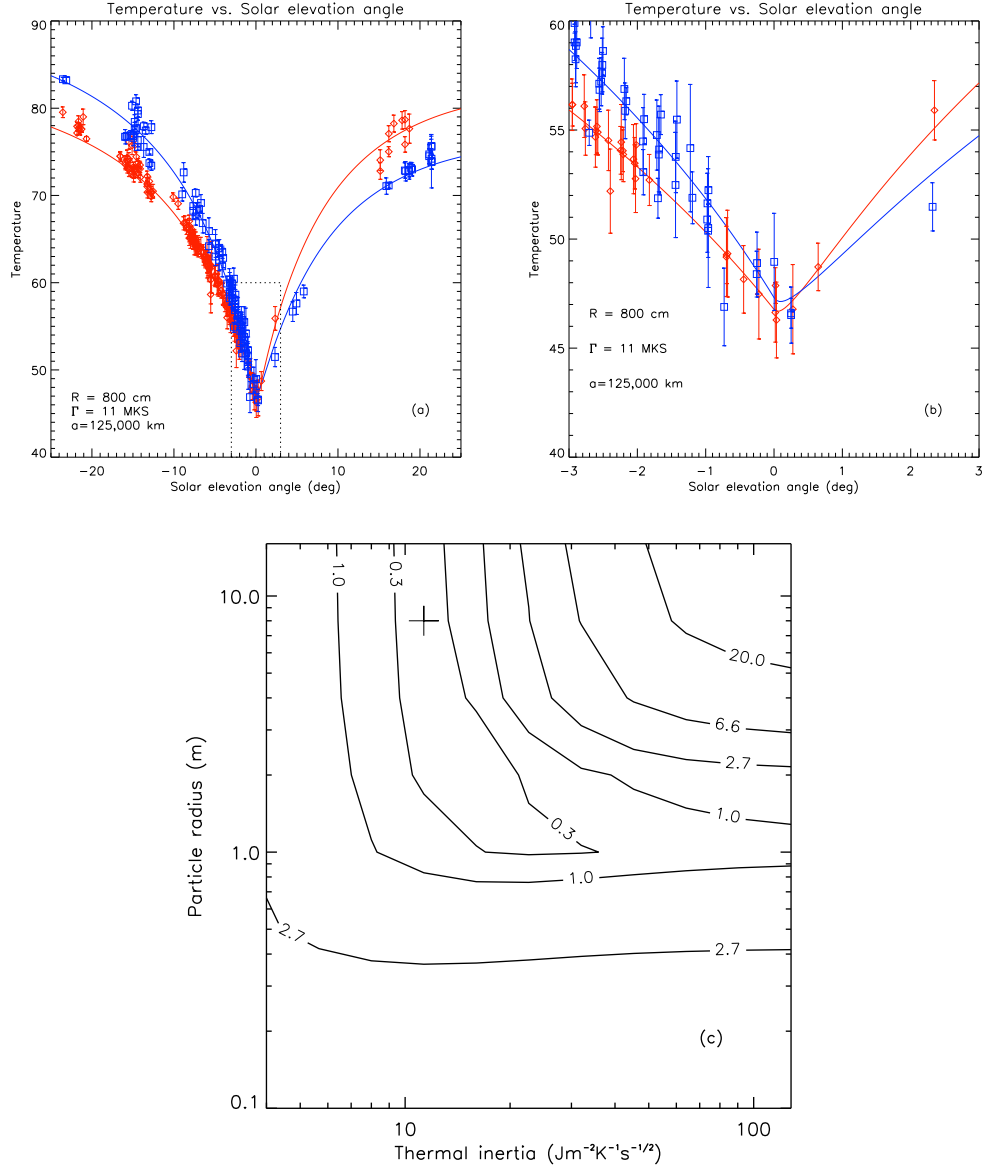 Temperature vs. Solar elevation angle
90
80
70
60
50
40
Temperature
R = 800 cm
Γ = 11 MKS
a=125,000 km
(a)
−20 −10 0 10 20
Solar elevation angle (deg)
Temperature vs. Solar elevation angle
60
55
50
45
40
Temperature
R = 800 cm
Γ = 11 MKS
a=125,000 km
(b)
−3 −2 −1 0 1 2 3
Solar elevation angle (deg)
10.0
1.0
0.1
Particle radius (m)
1.0
0.3
20.0
6.6
2.7
1.0
0.3
1.0
2.7
2.7
(c)
10 100
Thermal inertia (Jm⁻²K⁻¹s⁻¹/²)